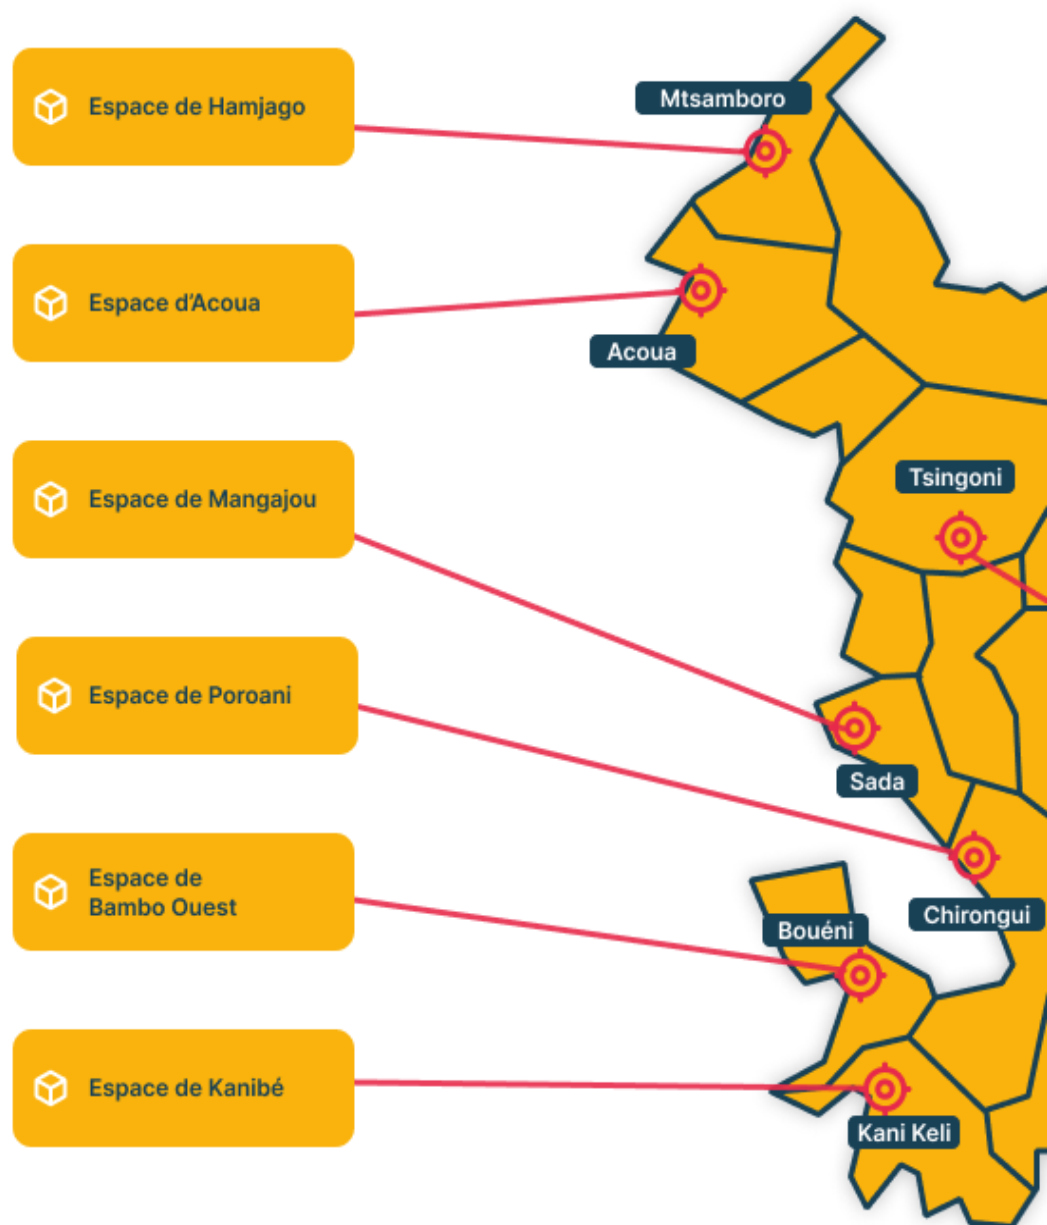 Espace de Hamjago
Espace d’Acoua
Espace de Mangajou
Espace de Poroani
Espace de
Bambo Ouest
Espace de Kanibé
Mtsamboro
Acoua
Tsingoni
Sada
Chirongui
Bouéni
Kani Keli